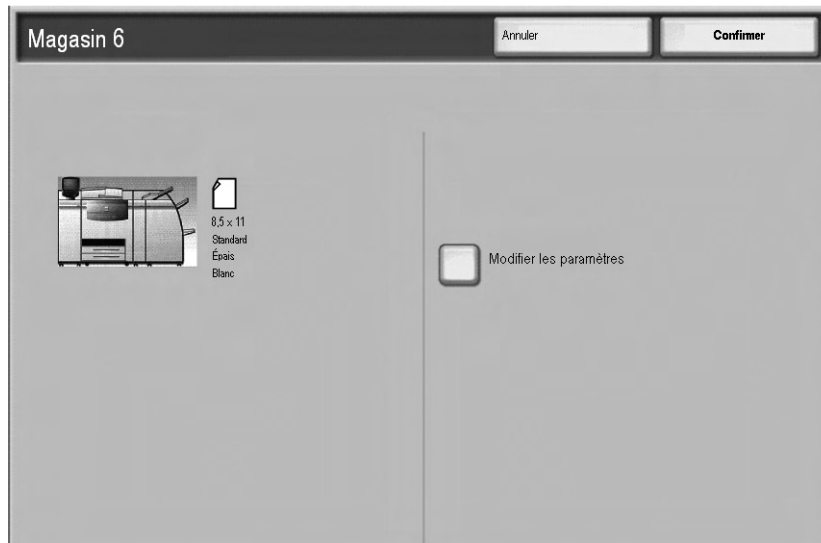 Magasin 6
Annuler
Confirmer
8,5 x 11
Standard
Épais
Blanc
Modifier les paramètres